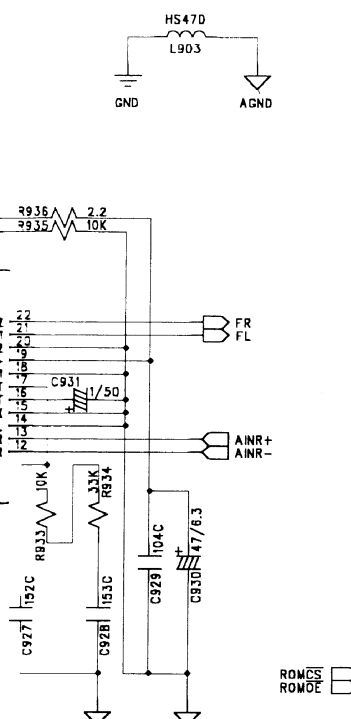 HS470
L903
GND
AGND
R936 2.2
R935 10K
22
21
20
19
18
17
16
15
14
13
12
C931
1/50
+
FR
FL
AINR+
AINR-
10K
R933
33K
R934
104C
C929
+
47/6.3
C930
152C
C927
153C
C928
ROMCS
ROMOE